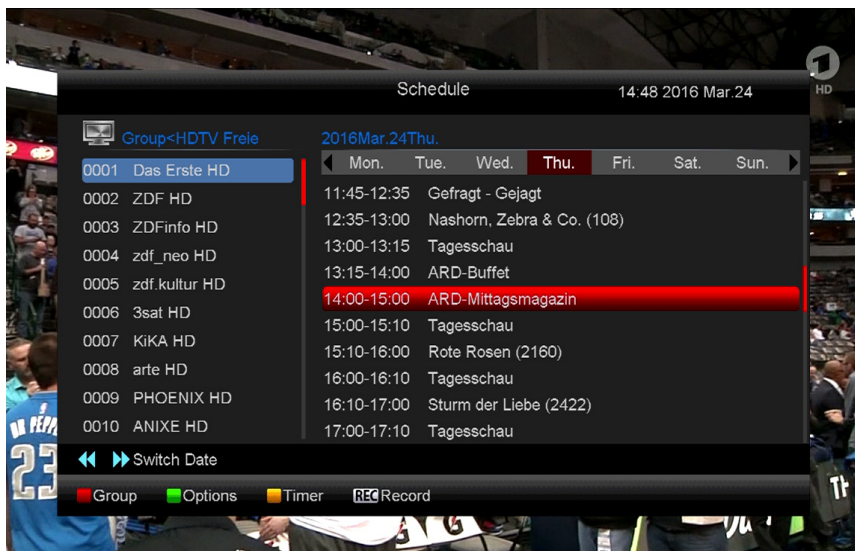 Schedule
14:48 2016 Mar.24
HD
Group<HDTV Freie
2016Mar.24Thu.
Mon. Tue. Wed. Thu. Fri. Sat. Sun.
0001 Das Erste HD
0002 ZDF HD
0003 ZDFinfo HD
0004 zdf_neo HD
0005 zdf.kultur HD
0006 3sat HD
0007 KiKA HD
0008 arte HD
0009 PHOENIX HD
0010 ANIXE HD
11:45-12:35 Gefragt - Gejagt
12:35-13:00 Nashorn, Zebra & Co. (108)
13:00-13:15 Tagesschau
13:15-14:00 ARD-Buffet
14:00-15:00 ARD-Mittagsmagazin
15:00-15:10 Tagesschau
15:10-16:00 Rote Rosen (2160)
16:00-16:10 Tagesschau
16:10-17:00 Sturm der Liebe (2422)
17:00-17:10 Tagesschau
Switch Date
Group Options Timer REC Record
23